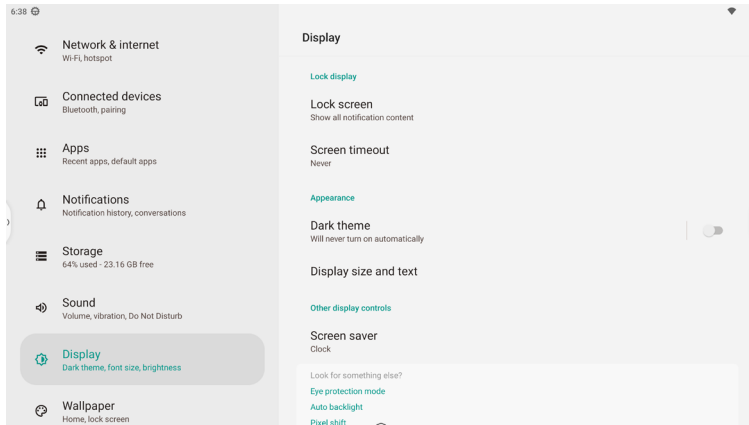 6:38
Network & internet
Wi-Fi, hotspot
Connected devices
Bluetooth, pairing
Apps
Recent apps, default apps
Notifications
Notification history, conversations
Storage
64% used - 23.16 GB free
Sound
Volume, vibration, Do Not Disturb
Display
Dark theme, font size, brightness
Wallpaper
Home, lock screen
Display
Lock display
Lock screen
Show all notification content
Screen timeout
Never
Appearance
Dark theme
Will never turn on automatically
Display size and text
Other display controls
Screen saver
Clock
Look for something else?
Eye protection mode
Auto backlight
Pixel shift